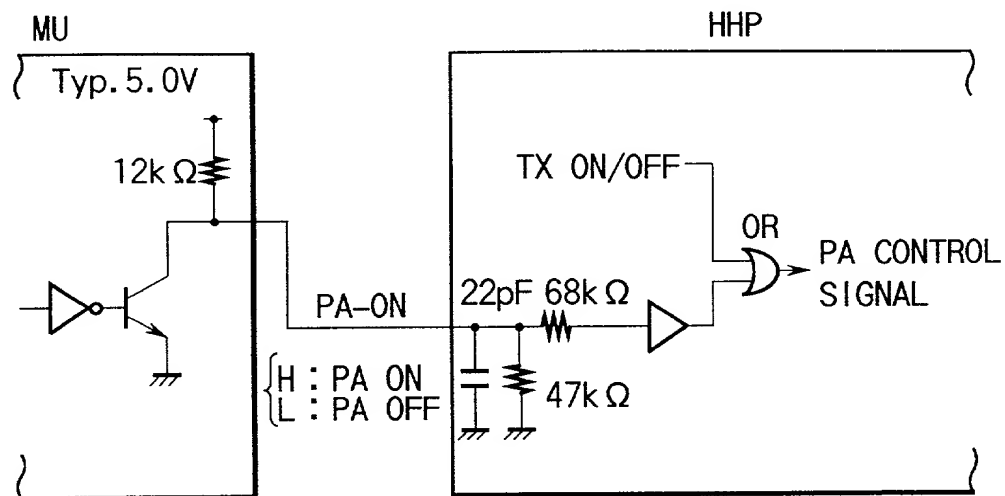 MU
HHP
Typ. 5.0V
12kΩ
TX ON/OFF
OR
PA CONTROL
SIGNAL
PA-ON
22pF 68kΩ
H : PA ON
L : PA OFF
47kΩ